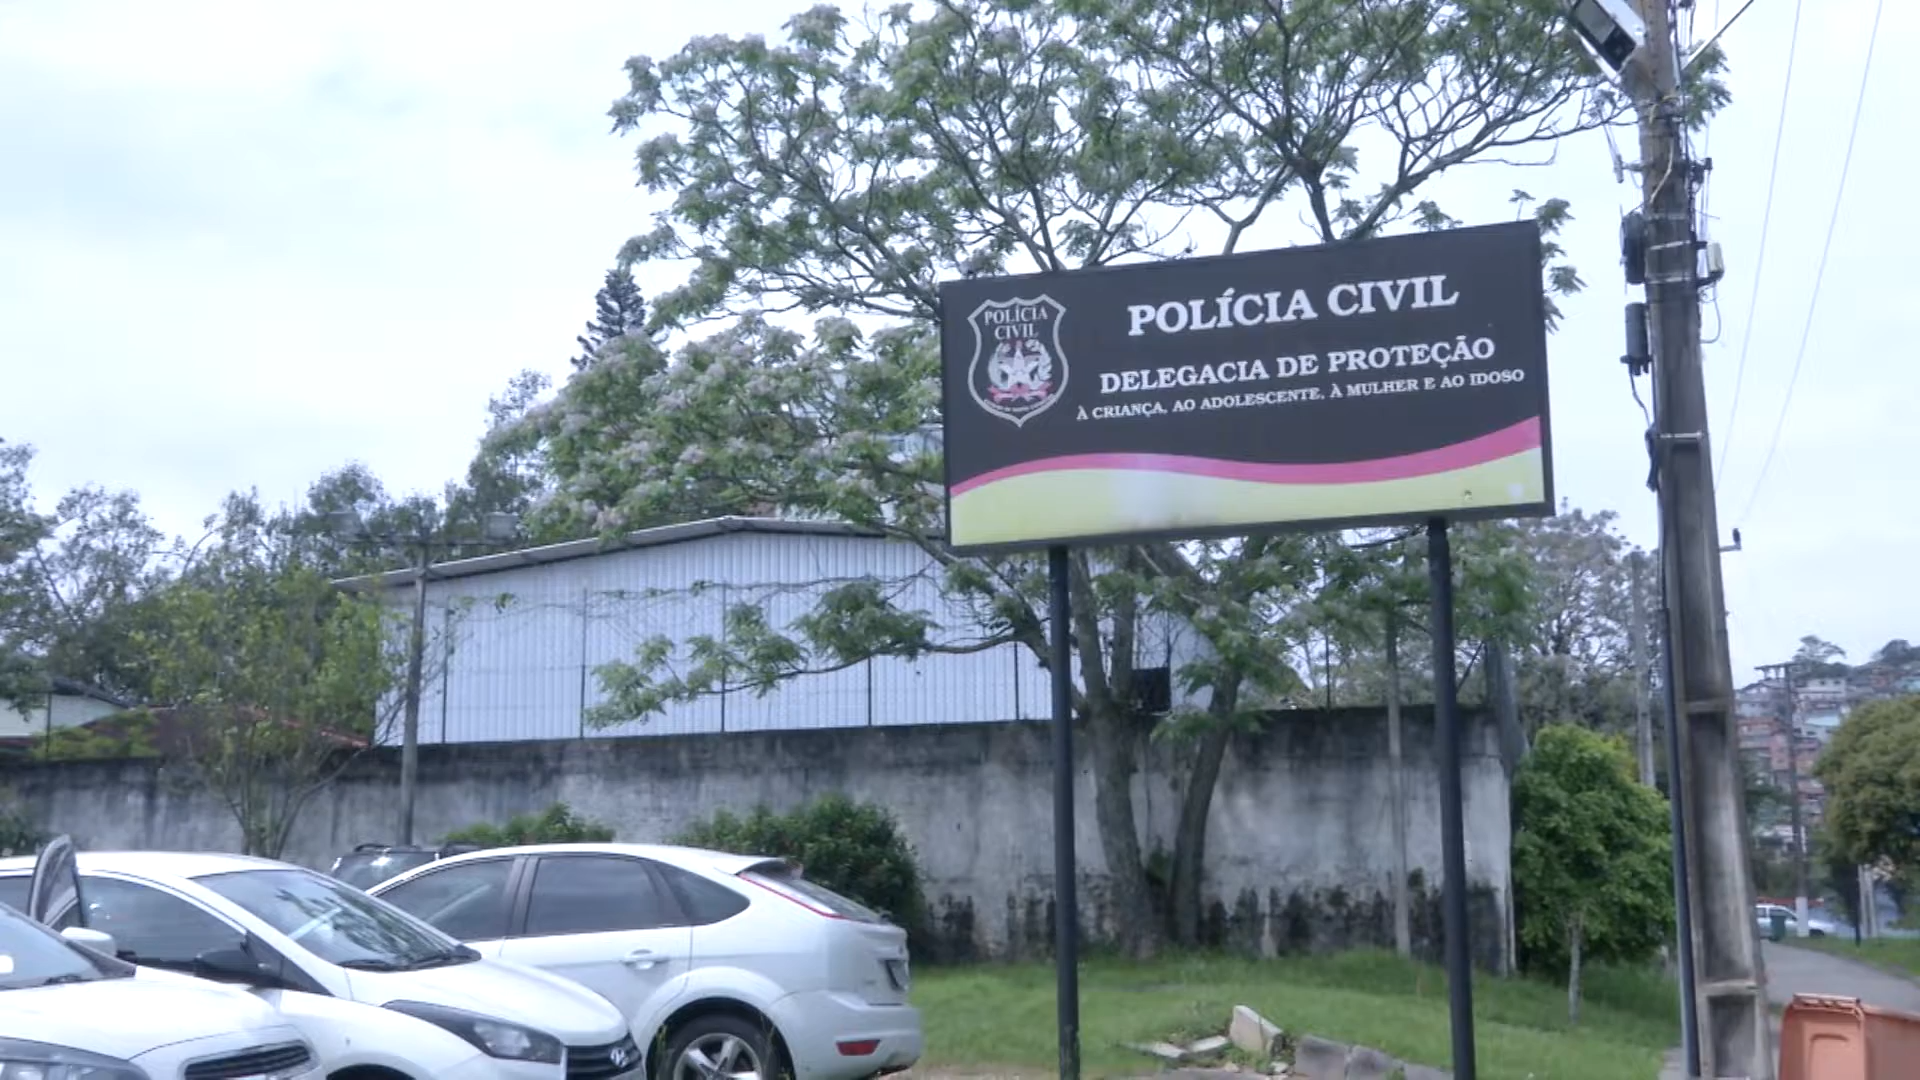 POLÍCIA
CIVIL
POLÍCIA CIVIL
DELEGACIA DE PROTEÇÃO
À CRIANÇA, AO ADOLESCENTE, À MULHER E AO IDOSO